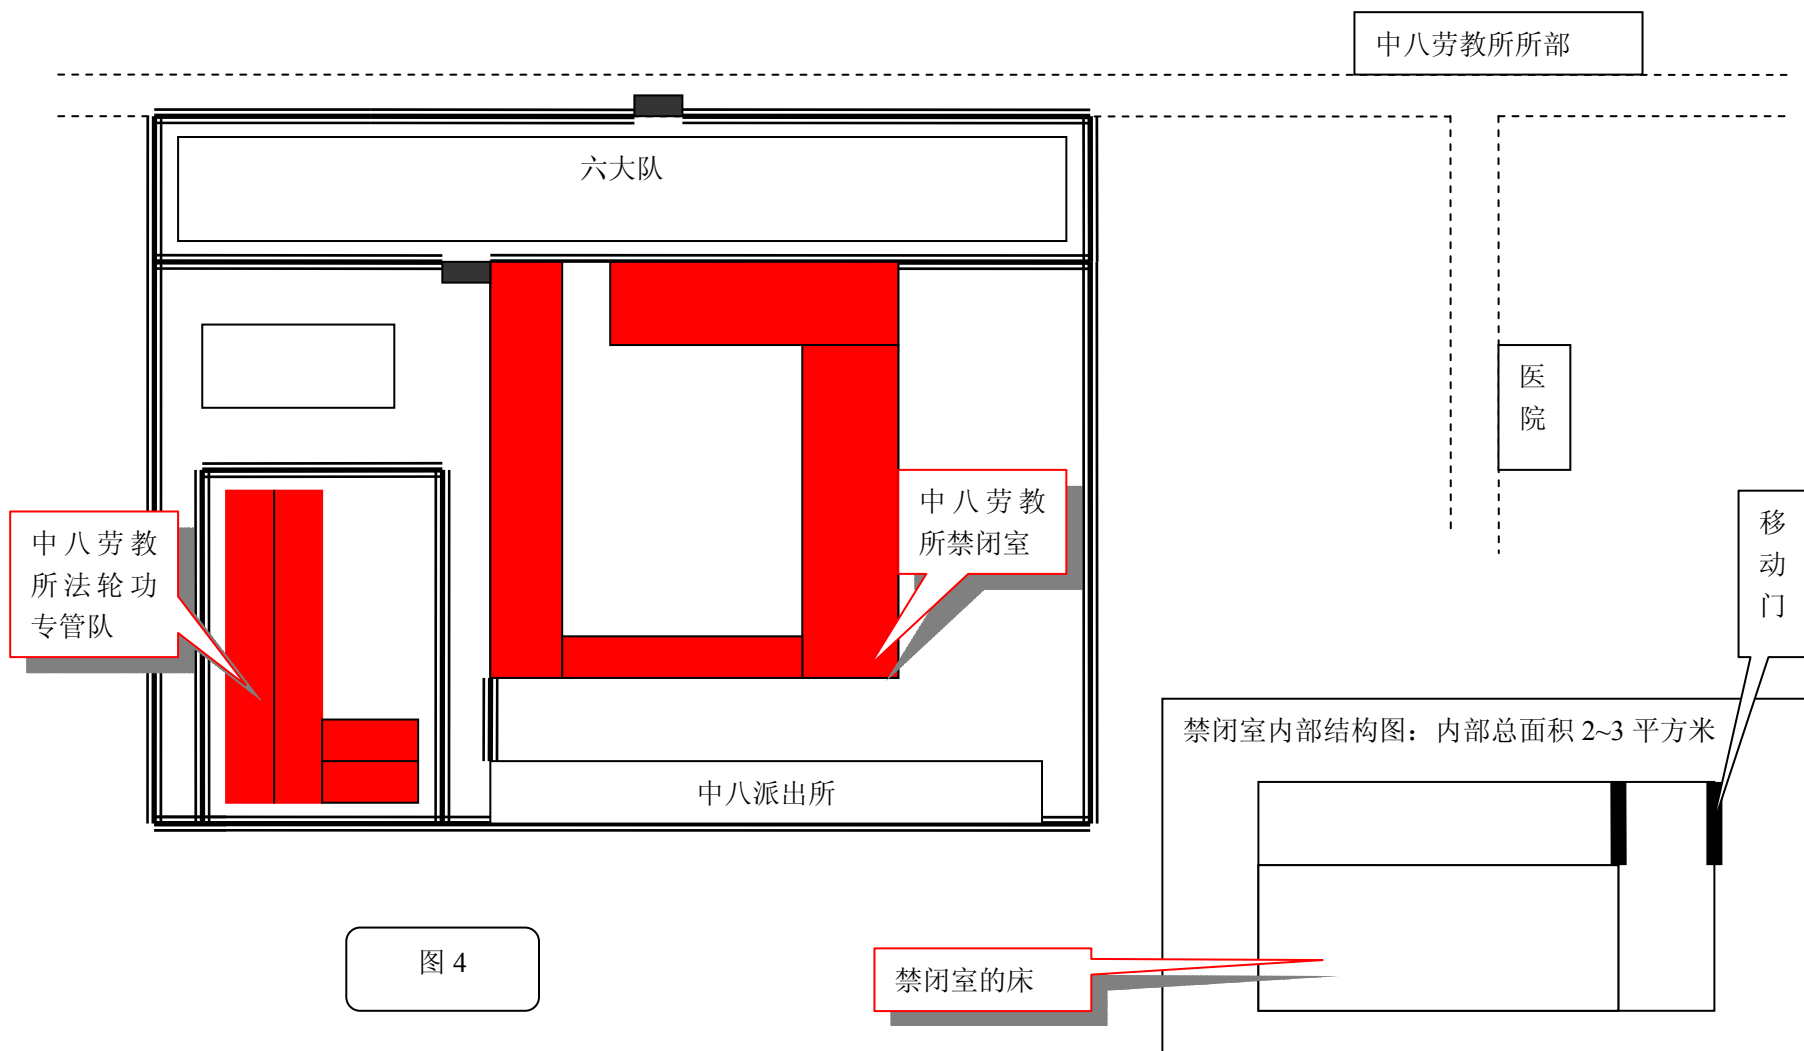 中八劳教所所部
六大队
医
院
中八劳教
所禁闭室
移
动
门
中八劳教
所法轮功
专管队
禁闭室内部结构图：内部总面积 2~3 平方米
中八派出所
图 4
禁闭室的床